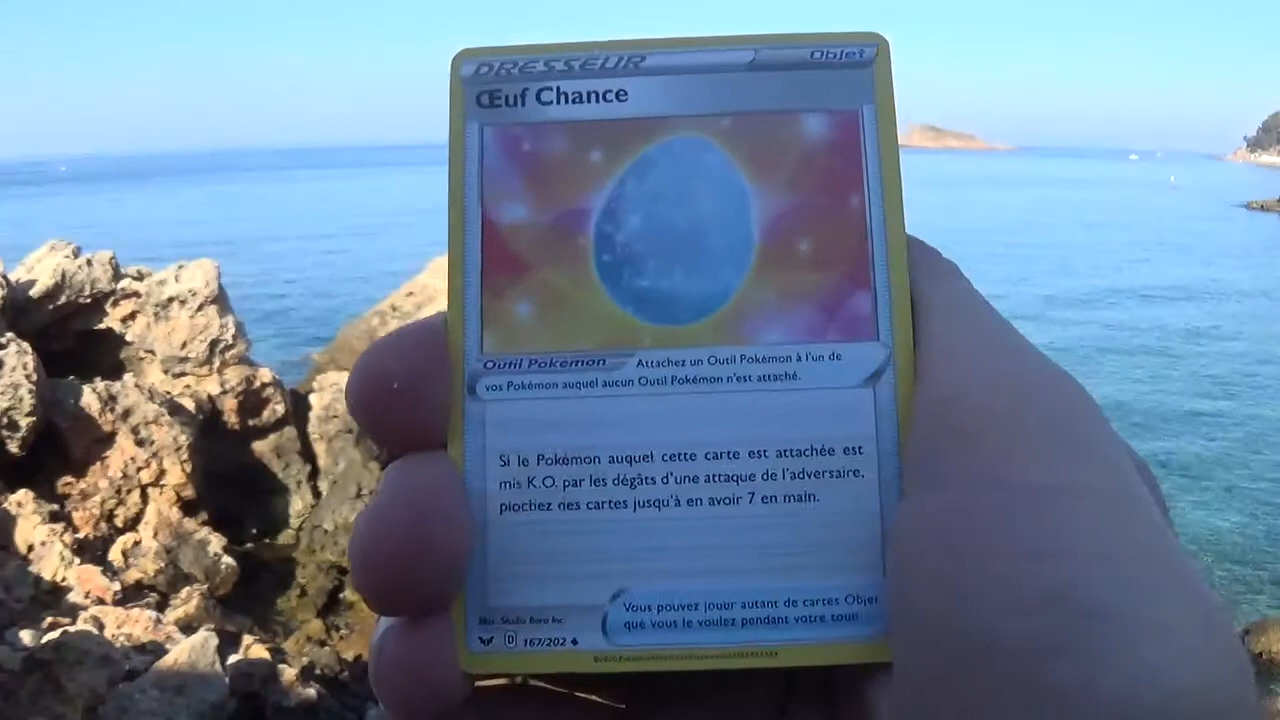 DRESSEUR Objet
Œuf Chance
Outil Pokémon Attachez un Outil Pokémon à l'un de
vos Pokémon auquel aucun Outil Pokémon n'est attaché.
Si le Pokémon auquel cette carte est attachée est
mis K.O. par les dégâts d'une attaque de l'adversaire,
piochez des cartes jusqu'à en avoir 7 en main.
Vous pouvez jouer autant de cartes Objet
que vous le voulez pendant votre tour.
Illus. Studio Bora Inc.
D 167/202